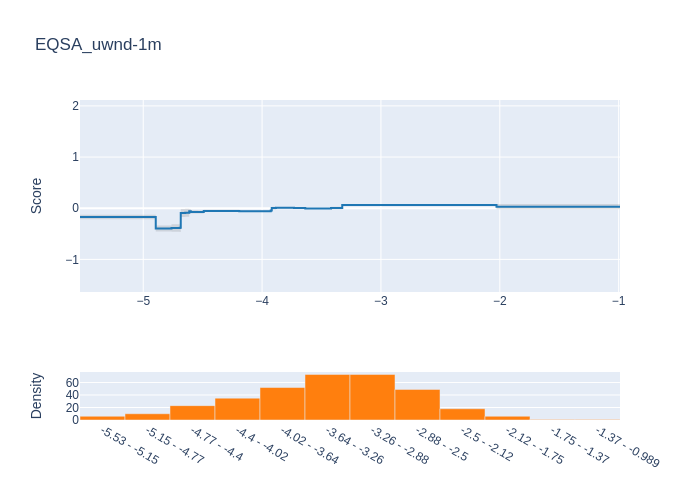 EQSA_uwnd-1m
Score
2
1
0
−1
−5
−4
−3
−2
−1
Density
60
40
20
0
-5.53 - -5.15
-5.15 - -4.77
-4.77 - -4.4
-4.4 - -4.02
-4.02 - -3.64
-3.64 - -3.26
-3.26 - -2.88
-2.88 - -2.5
-2.5 - -2.12
-2.12 - -1.75
-1.75 - -1.37
-1.37 - -0.989